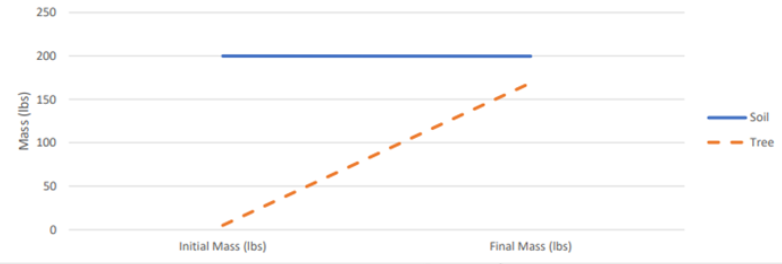 250
200
150
100
50
0
Mass (lbs)
Initial Mass (lbs)
Final Mass (lbs)
Soil
Tree